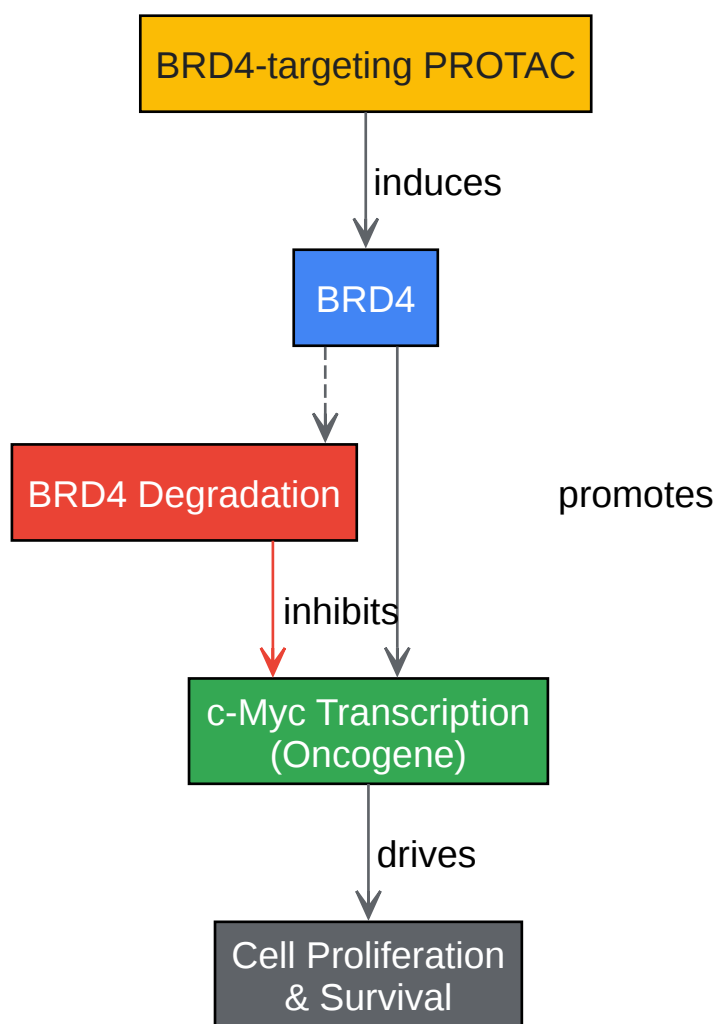 BRD4-targeting PROTAC
induces
BRD4
BRD4 Degradation
promotes
inhibits
c-Myc Transcription
(Oncogene)
drives
Cell Proliferation
& Survival